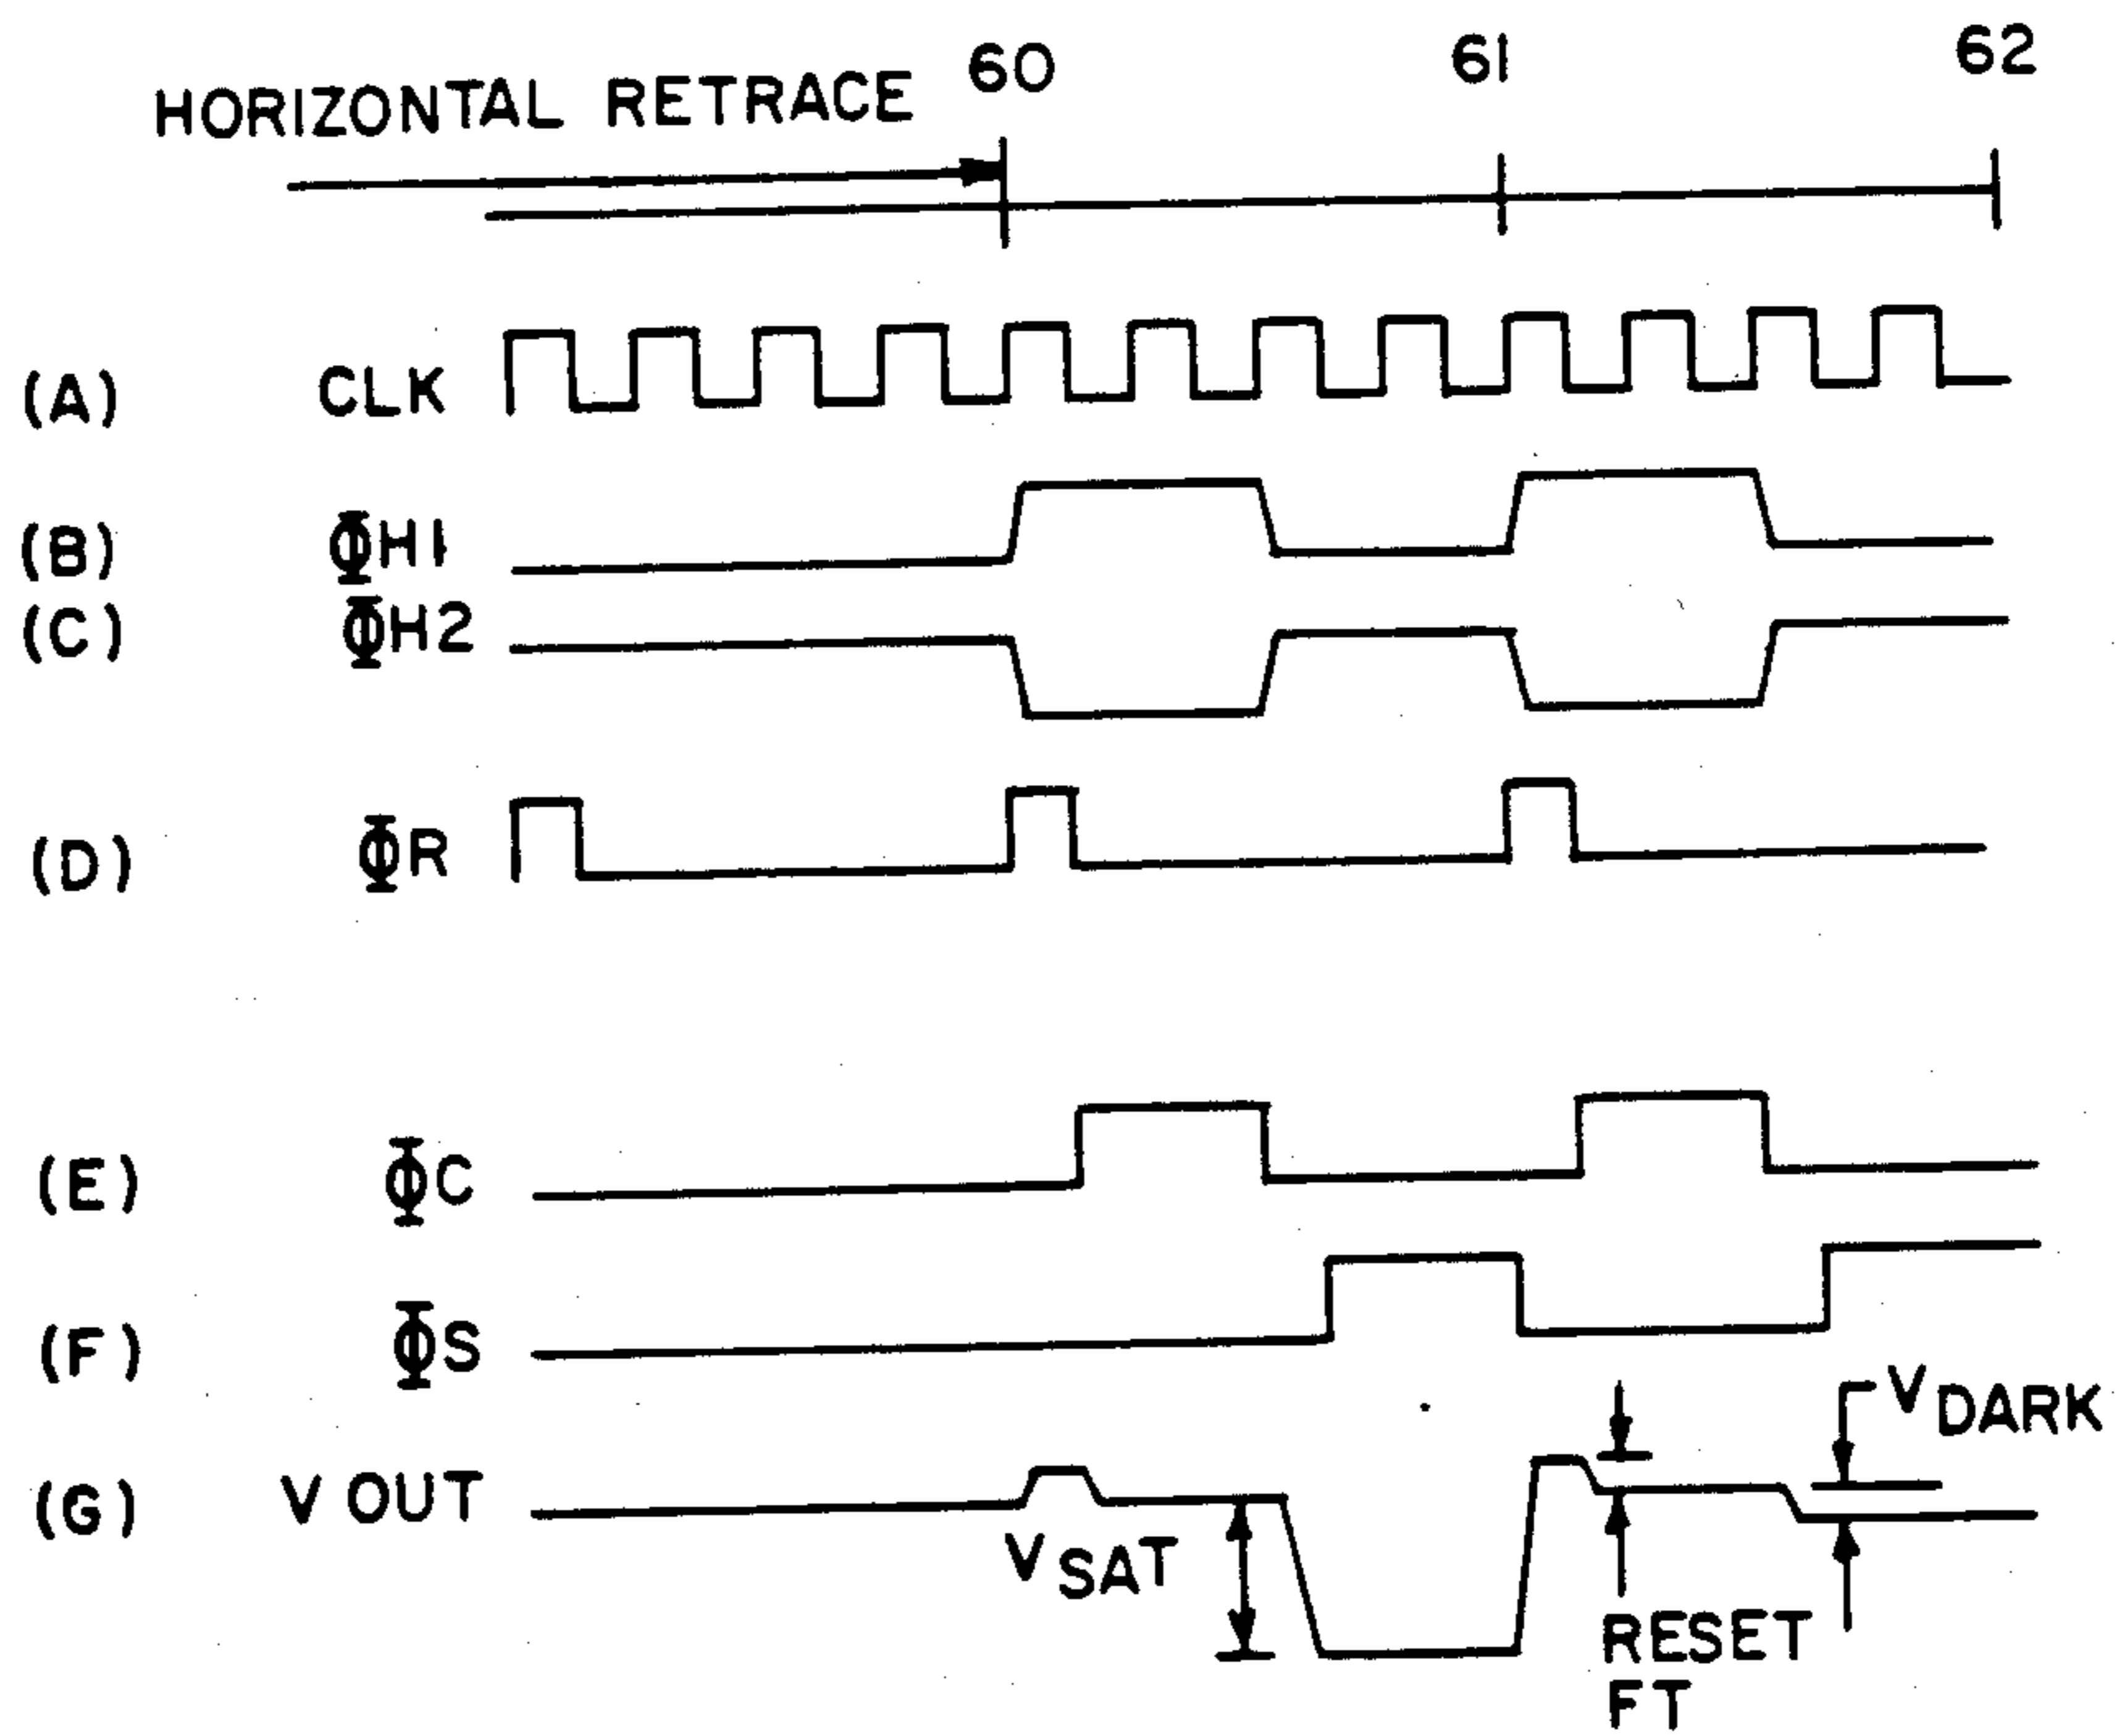 HORIZONTAL RETRACE 60 61 62
(A) CLK
(B) ΦH1
(C) ΦH2
(D) ΦR
(E) ΦC
(F) ΦS
V DARK
(G) V OUT
V SAT
RESET
FT